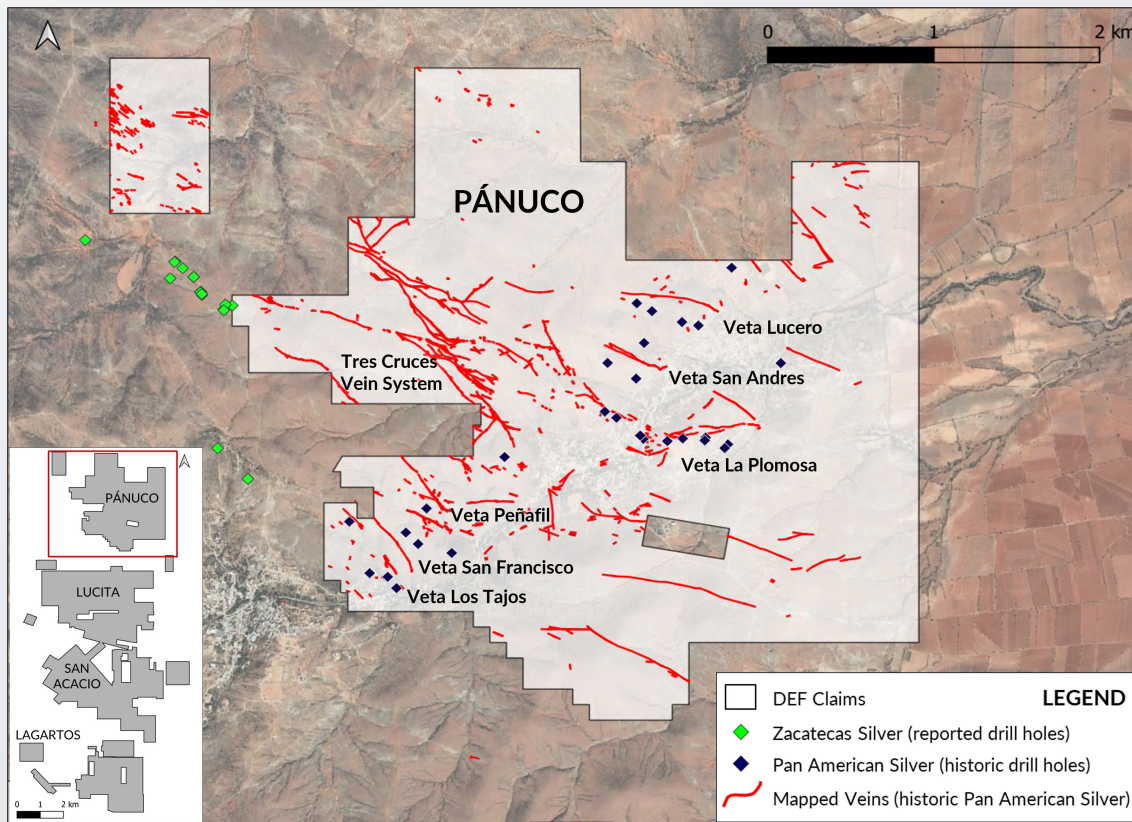 0 1 2 km
PÁNUCO
Veta Lucero
Tres Cruces
Vein System
Veta San Andres
Veta La Plomosa
Veta Peñafil
Veta San Francisco
Veta Los Tajos
PÁNUCO
LUCITA
SAN
ACACIO
LAGARTOS
0 1 2 km
LEGEND
DEF Claims
Zacatecas Silver (reported drill holes)
Pan American Silver (historic drill holes)
Mapped Veins (historic Pan American Silver)